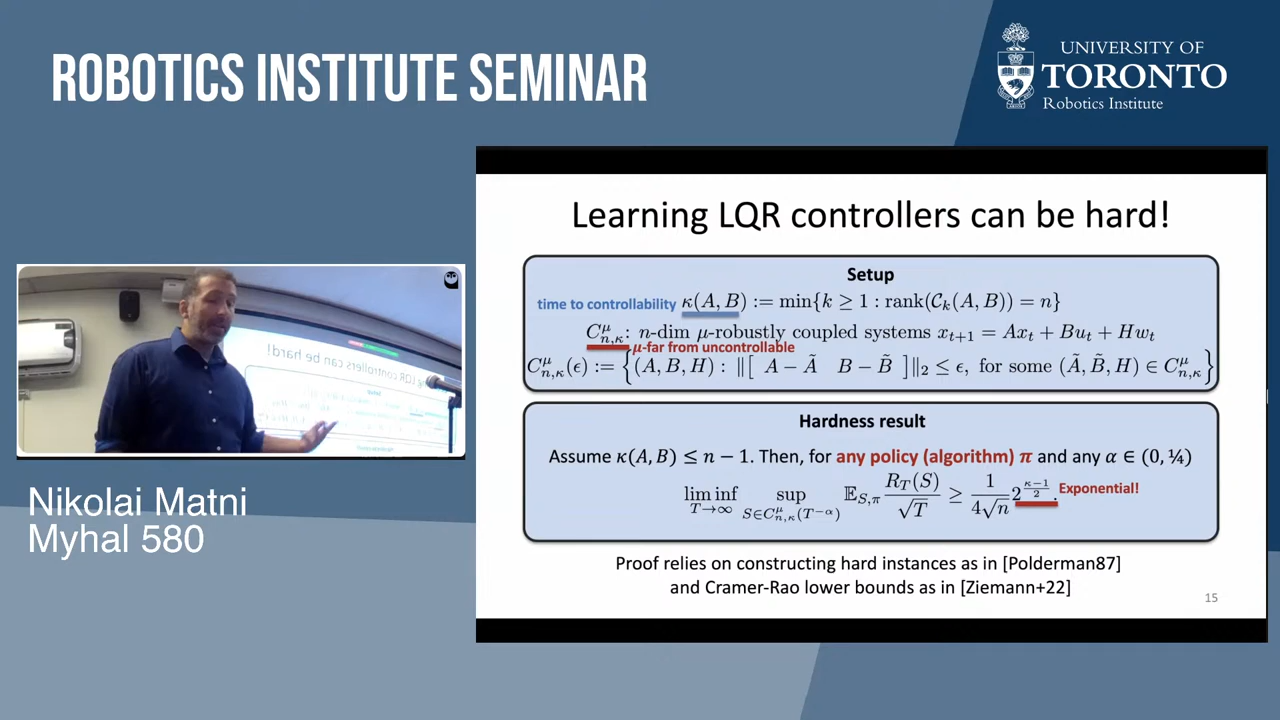 ROBOTICS INSTITUTE SEMINAR
UNIVERSITY OF
TORONTO
Robotics Institute
Learning LQR controllers can be hard!
Setup
time to controllability κ(A, B) := min{k ≥ 1 : rank(𝒞ₖ(A, B)) = n}
C^μ_{n,κ}: n-dim μ-robustly coupled systems x_{t+1} = Ax_t + Bu_t + Hw_t
μ-far from uncontrollable
C^μ_{n,κ}(ϵ) := {(A, B, H) : ‖[ A − Ã   B − B̃ ]‖₂ ≤ ϵ, for some (Ã, B̃, H) ∈ C^μ_{n,κ}}
Hardness result
Assume κ(A, B) ≤ n − 1. Then, for any policy (algorithm) π and any α ∈ (0, ¼)
lim inf_{T→∞} sup_{S∈C^μ_{n,κ}(T^{−α})} 𝔼_{S,π} R_T(S)/√T ≥ 1/(4√n) 2^{(κ−1)/2}. Exponential!
Proof relies on constructing hard instances as in [Polderman87]
and Cramer-Rao lower bounds as in [Ziemann+22]
15
Nikolai Matni
Myhal 580